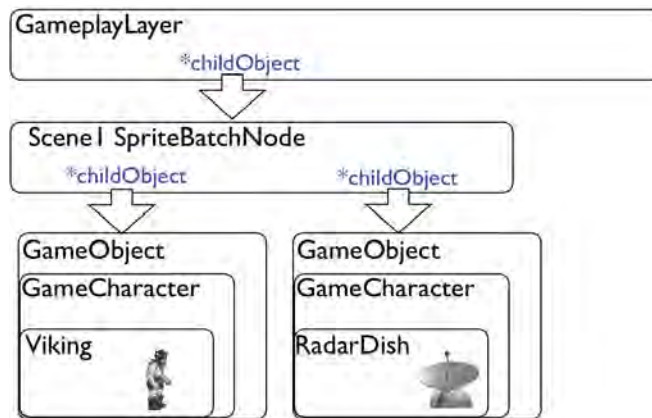 GameplayLayer
*childObject
Scene1 SpriteBatchNode
*childObject *childObject
GameObject GameObject
GameCharacter GameCharacter
Viking RadarDish